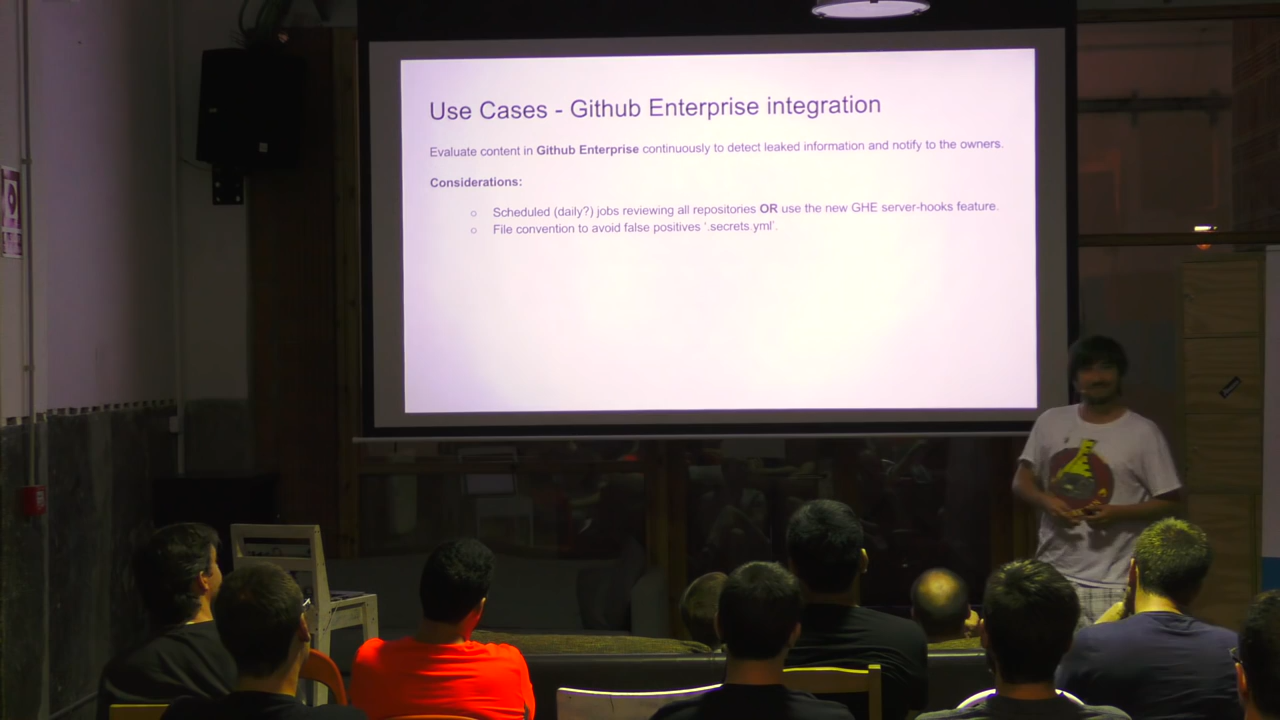 Use Cases - Github Enterprise integration
Evaluate content in Github Enterprise continuously to detect leaked information and notify to the owners.
Considerations:
○ Scheduled (daily?) jobs reviewing all repositories OR use the new GHE server-hooks feature.
○ File convention to avoid false positives '.secrets.yml'.